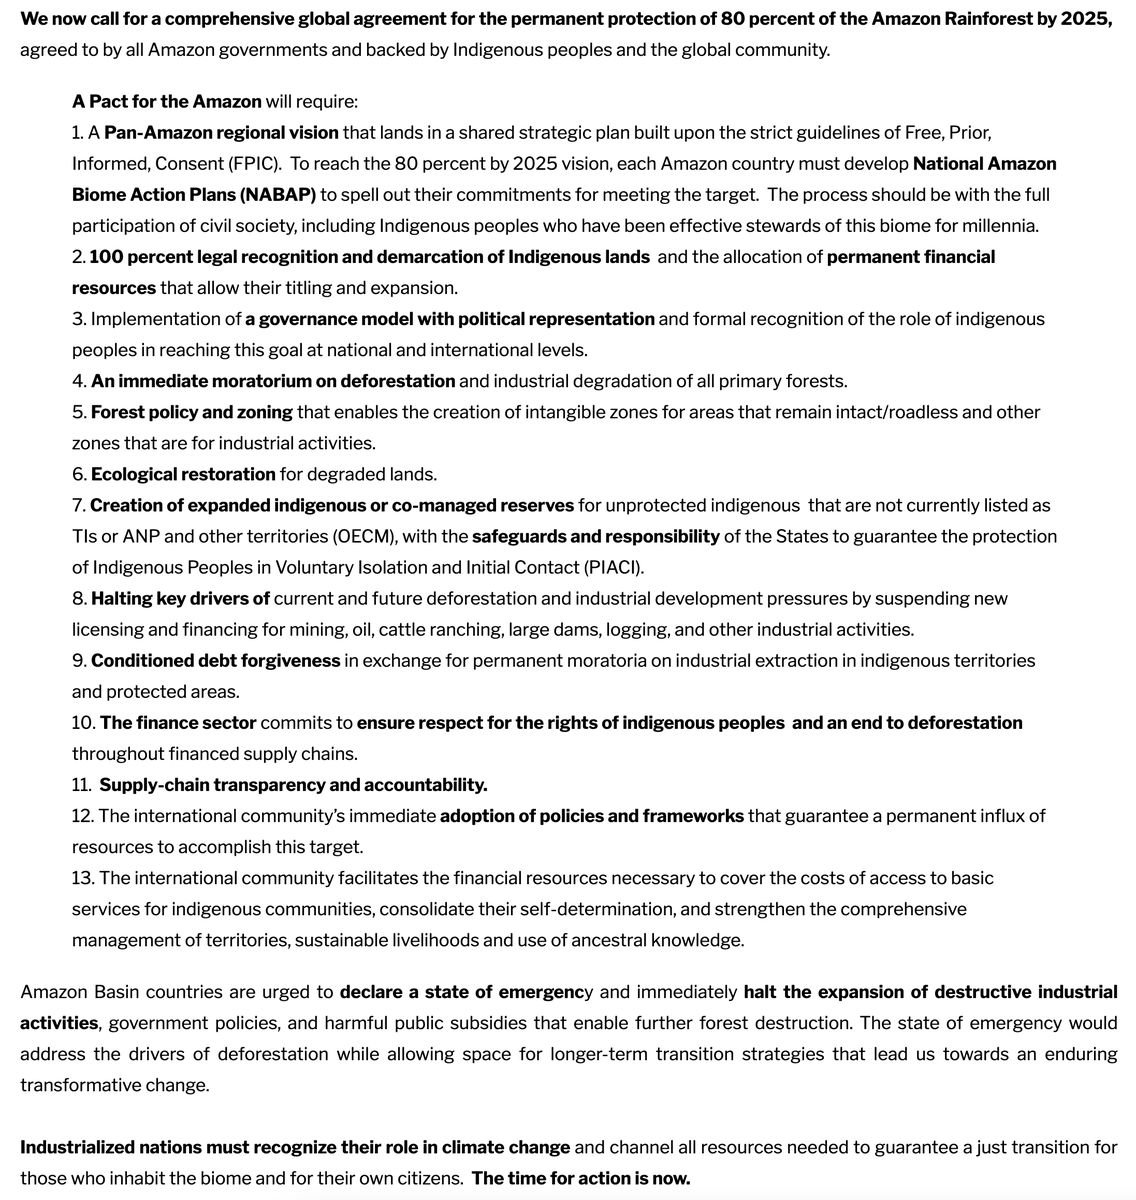 We now call for a comprehensive global agreement for the permanent protection of 80 percent of the Amazon Rainforest by 2025,
agreed to by all Amazon governments and backed by Indigenous peoples and the global community.
A Pact for the Amazon will require:
1. A Pan-Amazon regional vision that lands in a shared strategic plan built upon the strict guidelines of Free, Prior,
Informed, Consent (FPIC).  To reach the 80 percent by 2025 vision, each Amazon country must develop National Amazon
Biome Action Plans (NABAP) to spell out their commitments for meeting the target.  The process should be with the full
participation of civil society, including Indigenous peoples who have been effective stewards of this biome for millennia.
2. 100 percent legal recognition and demarcation of Indigenous lands  and the allocation of permanent financial
resources that allow their titling and expansion.
3. Implementation of a governance model with political representation and formal recognition of the role of indigenous
peoples in reaching this goal at national and international levels.
4. An immediate moratorium on deforestation and industrial degradation of all primary forests.
5. Forest policy and zoning that enables the creation of intangible zones for areas that remain intact/roadless and other
zones that are for industrial activities.
6. Ecological restoration for degraded lands.
7. Creation of expanded indigenous or co-managed reserves for unprotected indigenous  that are not currently listed as
TIs or ANP and other territories (OECM), with the safeguards and responsibility of the States to guarantee the protection
of Indigenous Peoples in Voluntary Isolation and Initial Contact (PIACI).
8. Halting key drivers of current and future deforestation and industrial development pressures by suspending new
licensing and financing for mining, oil, cattle ranching, large dams, logging, and other industrial activities.
9. Conditioned debt forgiveness in exchange for permanent moratoria on industrial extraction in indigenous territories
and protected areas.
10. The finance sector commits to ensure respect for the rights of indigenous peoples  and an end to deforestation
throughout financed supply chains.
11.  Supply-chain transparency and accountability.
12. The international community's immediate adoption of policies and frameworks that guarantee a permanent influx of
resources to accomplish this target.
13. The international community facilitates the financial resources necessary to cover the costs of access to basic
services for indigenous communities, consolidate their self-determination, and strengthen the comprehensive
management of territories, sustainable livelihoods and use of ancestral knowledge.
Amazon Basin countries are urged to declare a state of emergency and immediately halt the expansion of destructive industrial
activities, government policies, and harmful public subsidies that enable further forest destruction. The state of emergency would
address the drivers of deforestation while allowing space for longer-term transition strategies that lead us towards an enduring
transformative change.
Industrialized nations must recognize their role in climate change and channel all resources needed to guarantee a just transition for
those who inhabit the biome and for their own citizens.  The time for action is now.